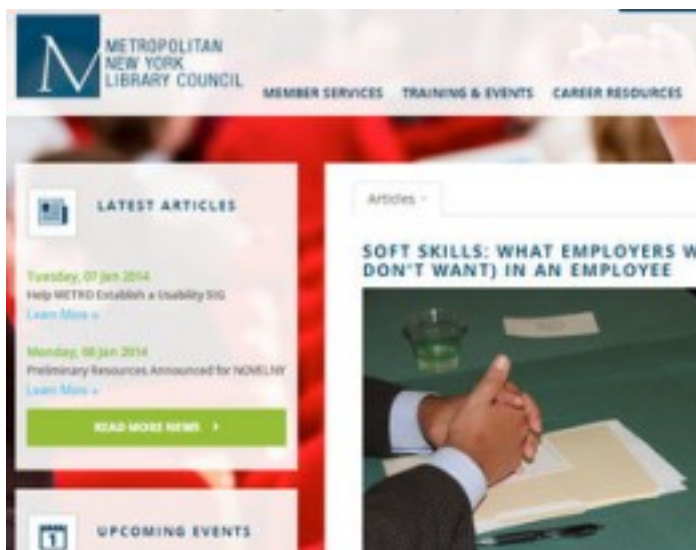 METROPOLITAN
NEW YORK
LIBRARY COUNCIL
MEMBER SERVICES TRAINING & EVENTS CAREER RESOURCES
LATEST ARTICLES
Tuesday, 07 Jan 2014
Help METRO Establish a Usability SIG
Learn More »
Monday, 06 Jan 2014
Preliminary Resources Announced for NOVELNY
Learn More »
READ MORE NEWS
UPCOMING EVENTS
1
Articles
SOFT SKILLS: WHAT EMPLOYERS W
DON"T WANT) IN AN EMPLOYEE